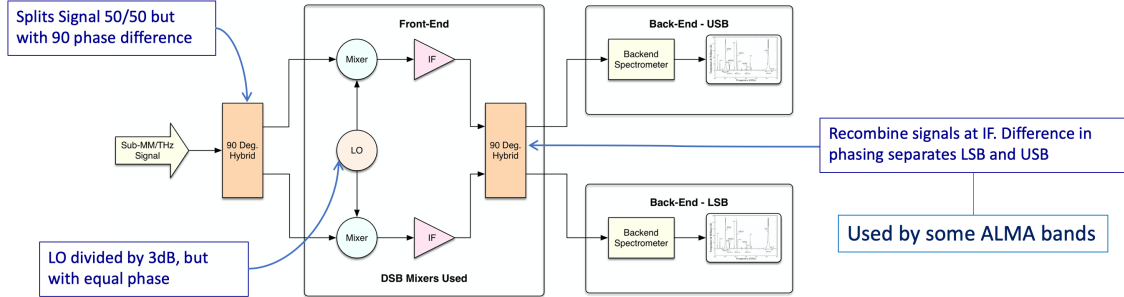 Splits Signal 50/50 but
with 90 phase difference
Front-End
Back-End - USB
Mixer
IF
Backend
Spectrometer
Sub-MM/THz
Signal
90 Deg.
Hybrid
LO
90 Deg.
Hybrid
Recombine signals at IF. Difference in
phasing separates LSB and USB
Back-End - LSB
Mixer
IF
Backend
Spectrometer
Used by some ALMA bands
LO divided by 3dB, but
with equal phase
DSB Mixers Used